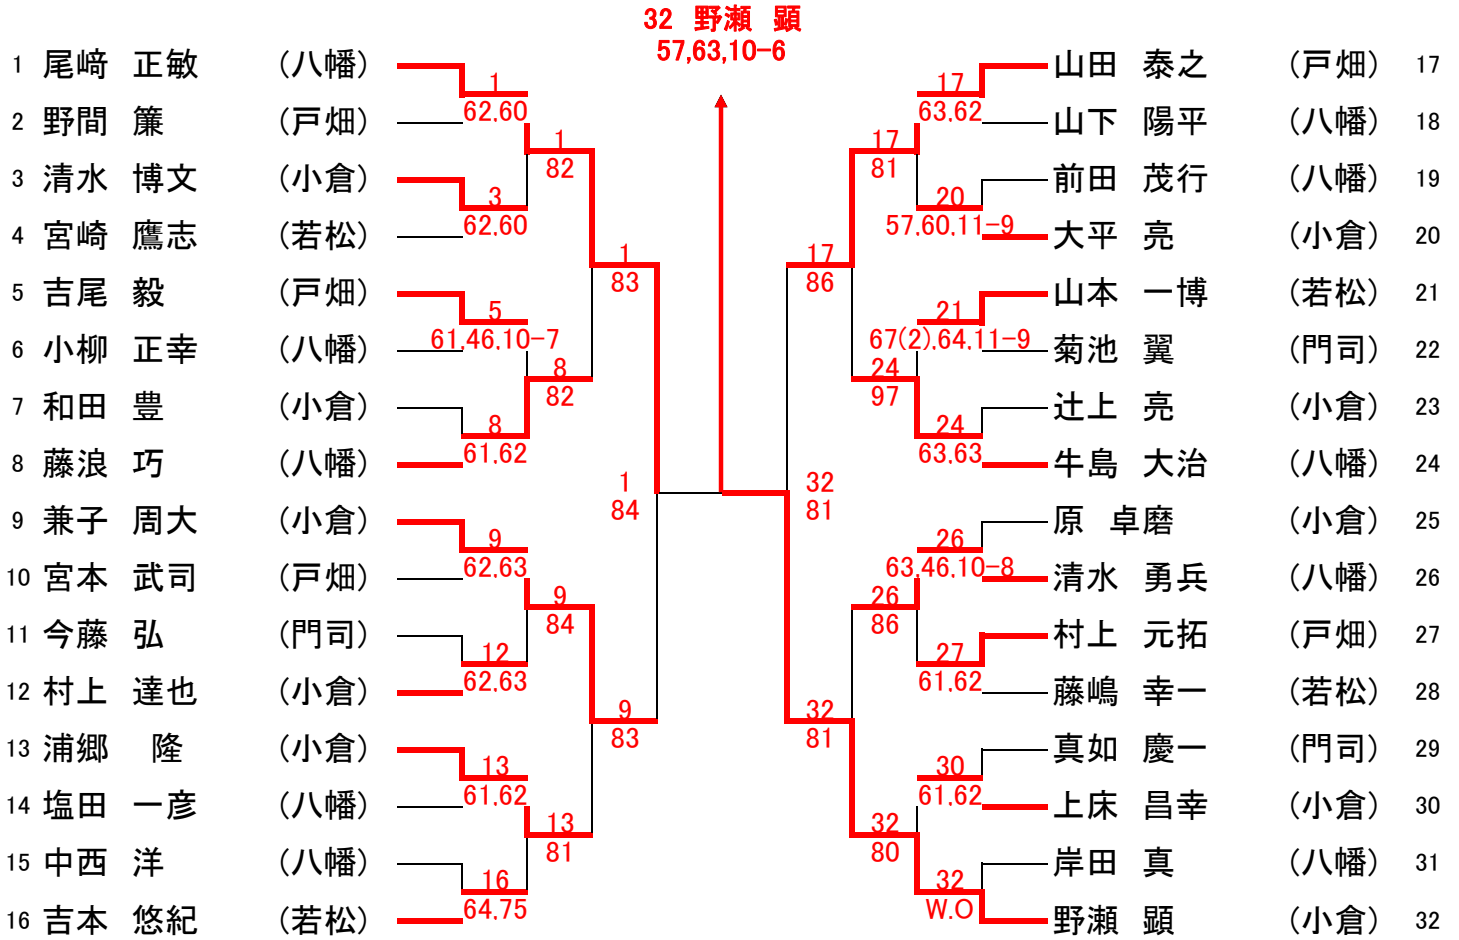 32 野瀬 顕
57,63,10-6
1 尾﨑 正敏 (八幡)
2 野間 簾 (戸畑)
3 清水 博文 (小倉)
4 宮崎 鷹志 (若松)
5 吉尾 毅 (戸畑)
6 小柳 正幸 (八幡)
7 和田 豊 (小倉)
8 藤浪 巧 (八幡)
9 兼子 周大 (小倉)
10 宮本 武司 (戸畑)
11 今藤 弘 (門司)
12 村上 達也 (小倉)
13 浦郷 隆 (小倉)
14 塩田 一彦 (八幡)
15 中西 洋 (八幡)
16 吉本 悠紀 (若松)
1
62,60
3
62,60
5
61,46,10-7
8
61,62
9
62,63
12
62,63
13
61,62
16
64,75
1
82
8
82
9
84
13
81
1
83
9
83
1
84
32
81
17
86
32
81
17
81
24
97
26
86
32
80
17
63,62
20
57,60,11-9
21
67(2),64,11-9
24
63,63
26
63,46,10-8
27
61,62
30
61,62
32
W.O
山田 泰之 (戸畑) 17
山下 陽平 (八幡) 18
前田 茂行 (八幡) 19
大平 亮 (小倉) 20
山本 一博 (若松) 21
菊池 翼 (門司) 22
辻上 亮 (小倉) 23
牛島 大治 (八幡) 24
原 卓磨 (小倉) 25
清水 勇兵 (八幡) 26
村上 元拓 (戸畑) 27
藤嶋 幸一 (若松) 28
真如 慶一 (門司) 29
上床 昌幸 (小倉) 30
岸田 真 (八幡) 31
野瀬 顕 (小倉) 32